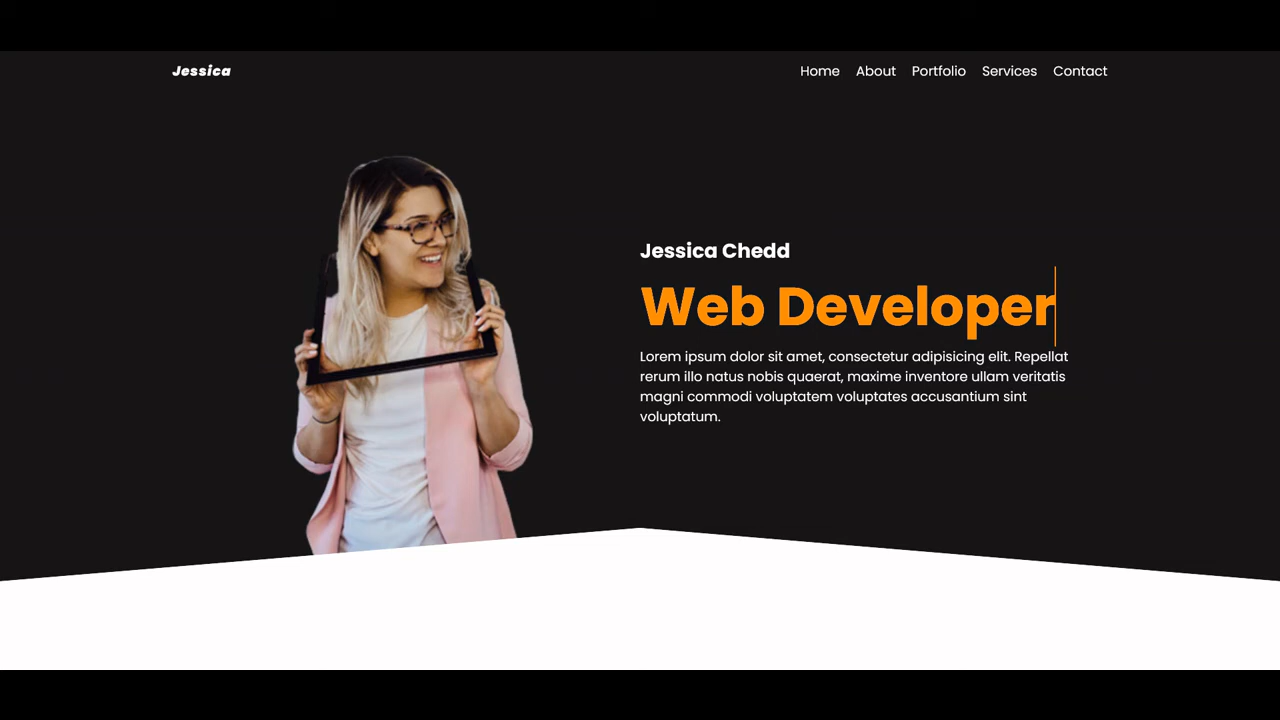 Jessica
Home About Portfolio Services Contact
Jessica Chedd
Web Developer
Lorem ipsum dolor sit amet, consectetur adipisicing elit. Repellat
rerum illo natus nobis quaerat, maxime inventore ullam veritatis
magni commodi voluptatem voluptates accusantium sint
voluptatum.